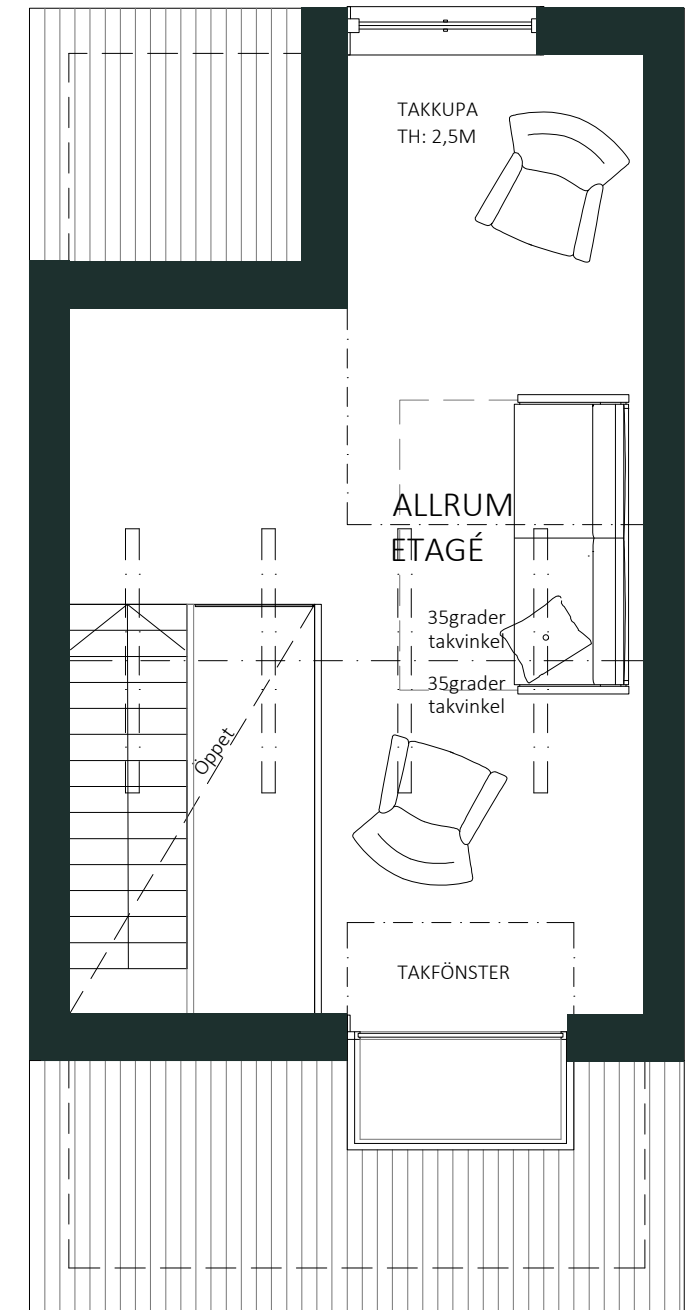 TAKKUPA
TH: 2,5M
ALLRUM
ETAGÉ
35grader
takvinkel
35grader
takvinkel
Öppet
TAKFÖNSTER